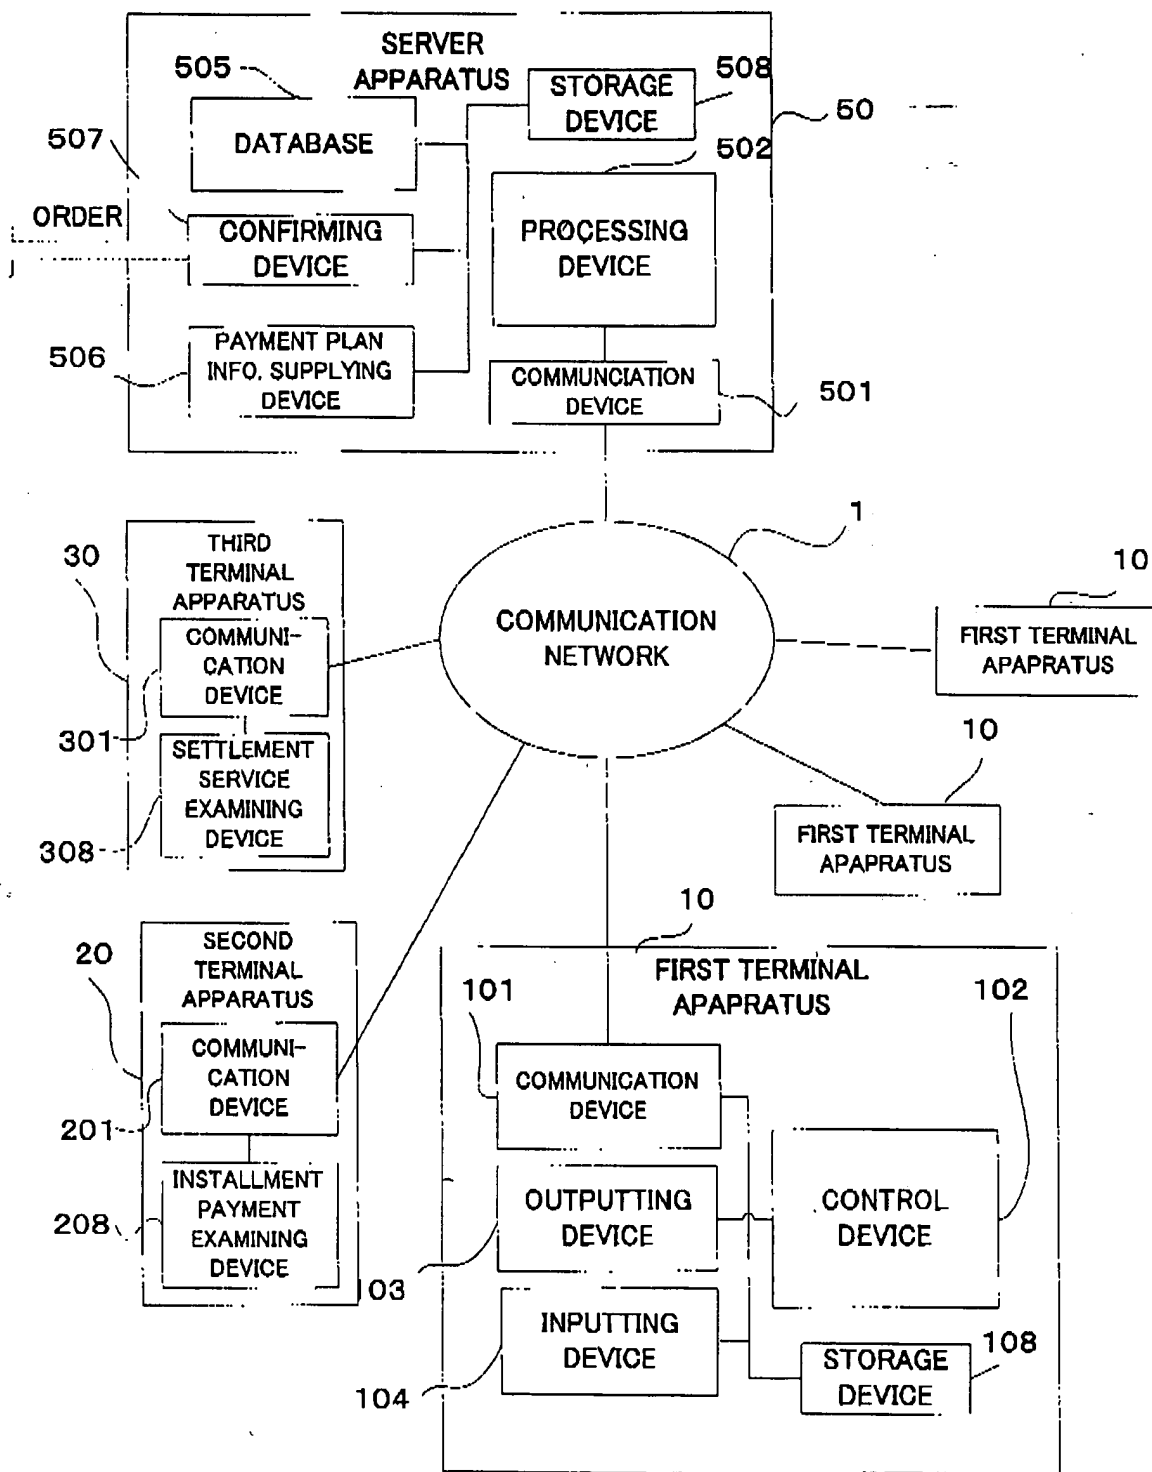 SERVER
APPARATUS
505
STORAGE
DEVICE
508
50
507
DATABASE
502
ORDER
CONFIRMING
DEVICE
PROCESSING
DEVICE
506
PAYMENT PLAN
INFO. SUPPLYING
DEVICE
COMMUNCIATION
DEVICE
501
1
30
THIRD
TERMINAL
APPARATUS
COMMUNI-
CATION
DEVICE
301
SETTLEMENT
SERVICE
EXAMINING
DEVICE
308
COMMUNICATION
NETWORK
10
FIRST TERMINAL
APAPRATUS
10
FIRST TERMINAL
APAPRATUS
20
SECOND
TERMINAL
APPARATUS
COMMUNI-
CATION
DEVICE
201
INSTALLMENT
PAYMENT
EXAMINING
DEVICE
208
10
FIRST TERMINAL
APAPRATUS
101
102
COMMUNICATION
DEVICE
OUTPUTTING
DEVICE
CONTROL
DEVICE
103
INPUTTING
DEVICE
104
STORAGE
DEVICE
108